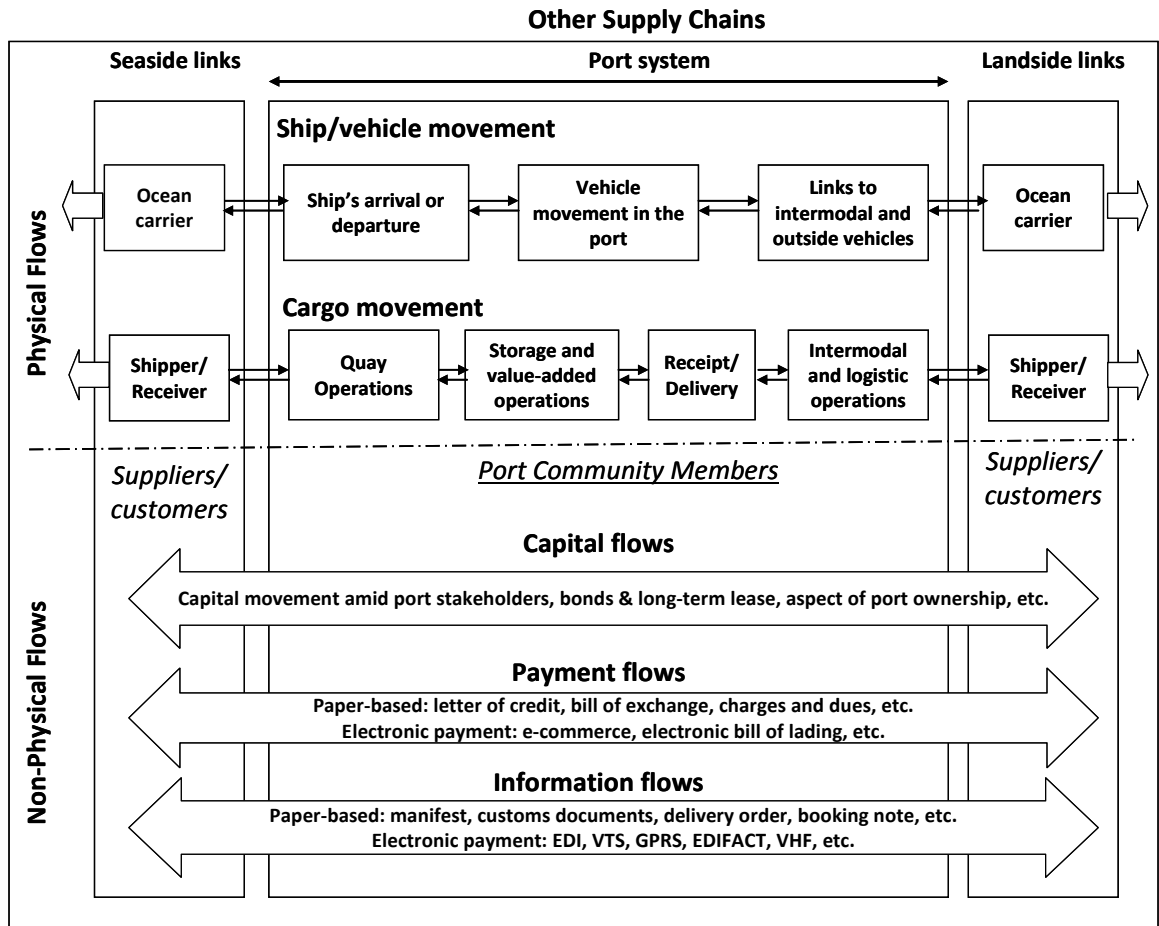 Other Supply Chains
Seaside links
Port system
Landside links
Physical Flows
Ship/vehicle movement
Ocean
carrier
Ship's arrival or
departure
Vehicle
movement in the
port
Links to
intermodal and
outside vehicles
Ocean
carrier
Cargo movement
Shipper/
Receiver
Quay
Operations
Storage and
value-added
operations
Receipt/
Delivery
Intermodal
and logistic
operations
Shipper/
Receiver
Non-Physical Flows
Suppliers/
customers
Port Community Members
Suppliers/
customers
Capital flows
Capital movement amid port stakeholders, bonds & long-term lease, aspect of port ownership, etc.
Payment flows
Paper-based: letter of credit, bill of exchange, charges and dues, etc.
Electronic payment: e-commerce, electronic bill of lading, etc.
Information flows
Paper-based: manifest, customs documents, delivery order, booking note, etc.
Electronic payment: EDI, VTS, GPRS, EDIFACT, VHF, etc.